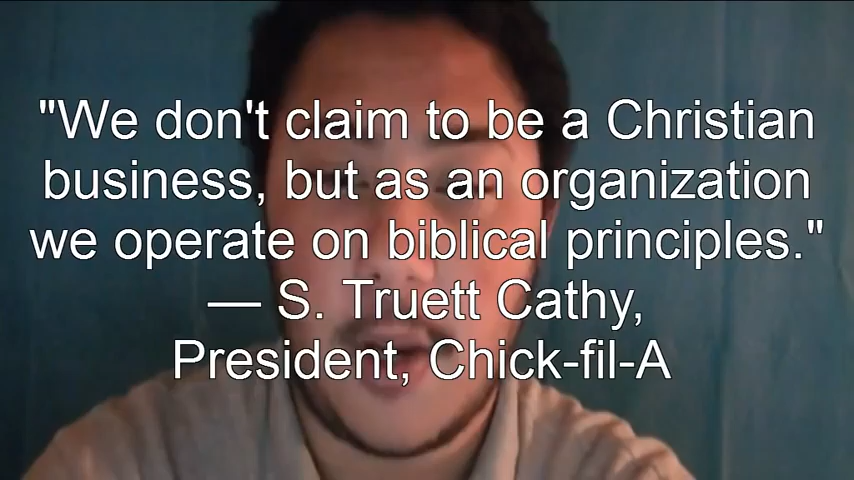 "We don't claim to be a Christian
business, but as an organization
we operate on biblical principles."
— S. Truett Cathy,
President, Chick-fil-A